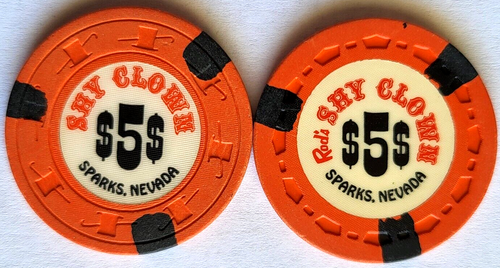 SHY CLOWN
$5$
SPARKS, NEVADA
Rod's SHY CLOWN
$5$
SPARKS, NEVADA